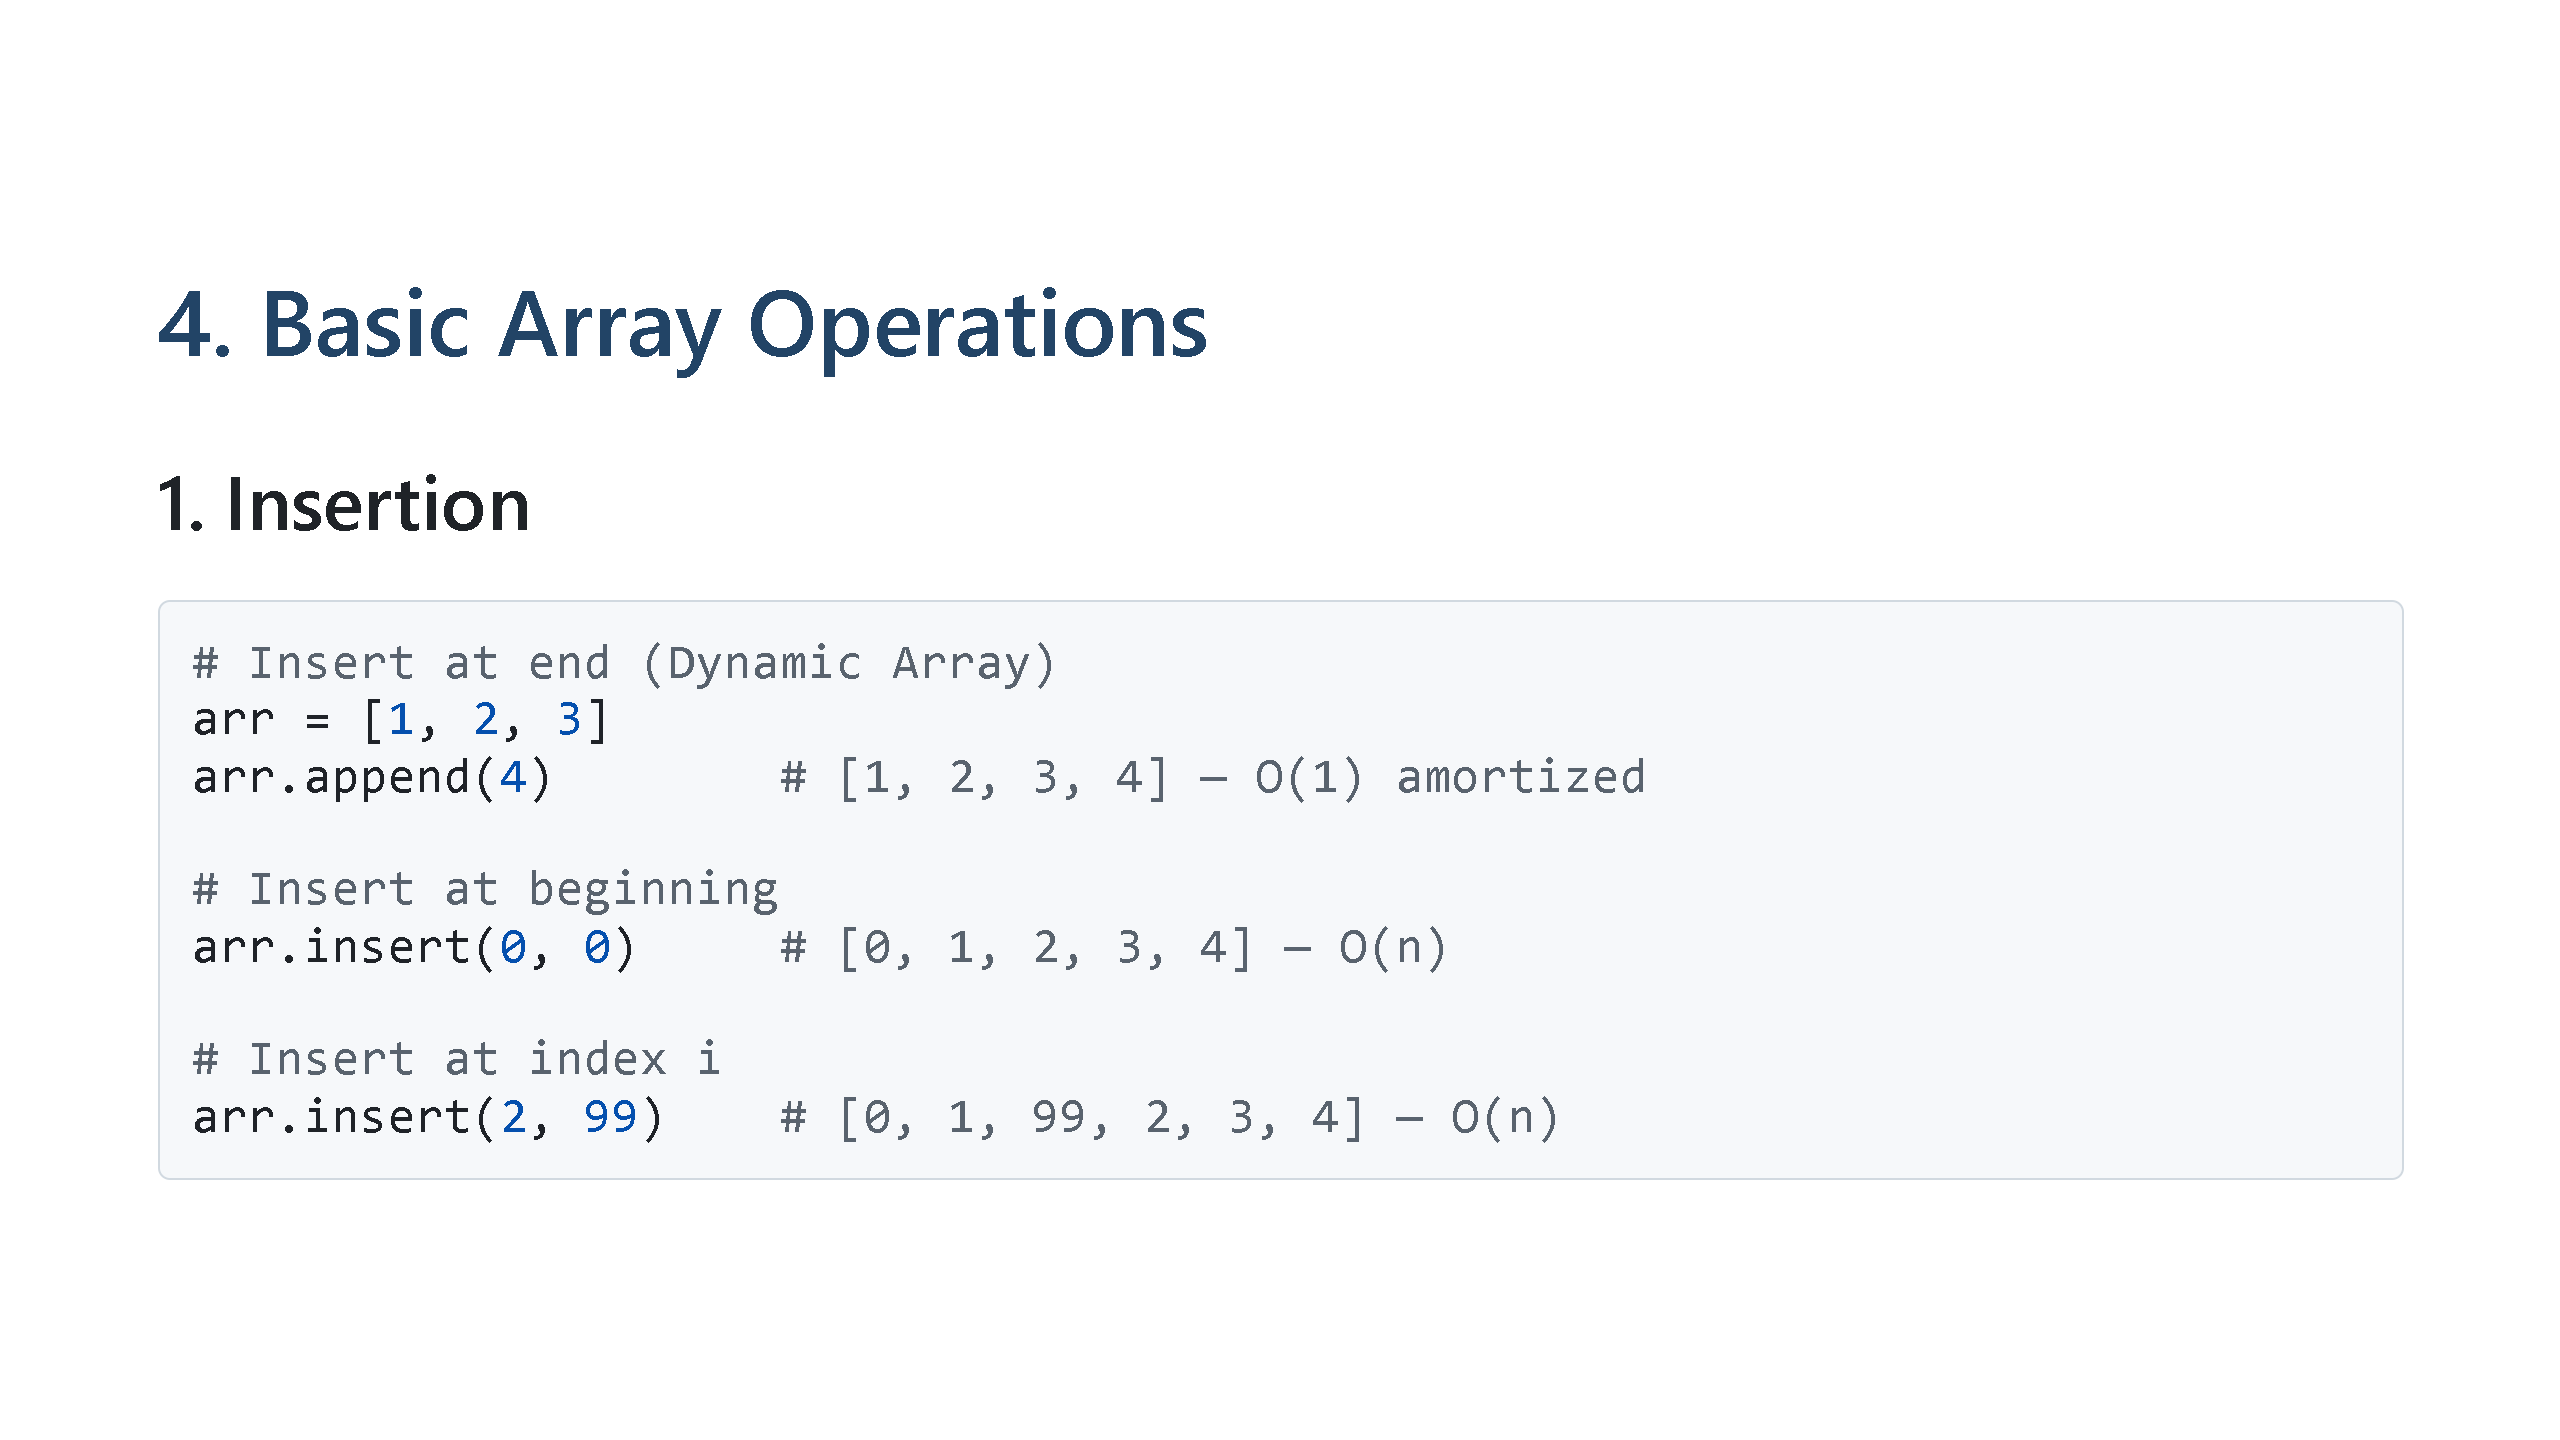 4. Basic Array Operations
1. Insertion
# Insert at end (Dynamic Array)
arr = [1, 2, 3]
arr.append(4)        # [1, 2, 3, 4] — O(1) amortized
# Insert at beginning
arr.insert(0, 0)     # [0, 1, 2, 3, 4] — O(n)
# Insert at index i
arr.insert(2, 99)    # [0, 1, 99, 2, 3, 4] — O(n)